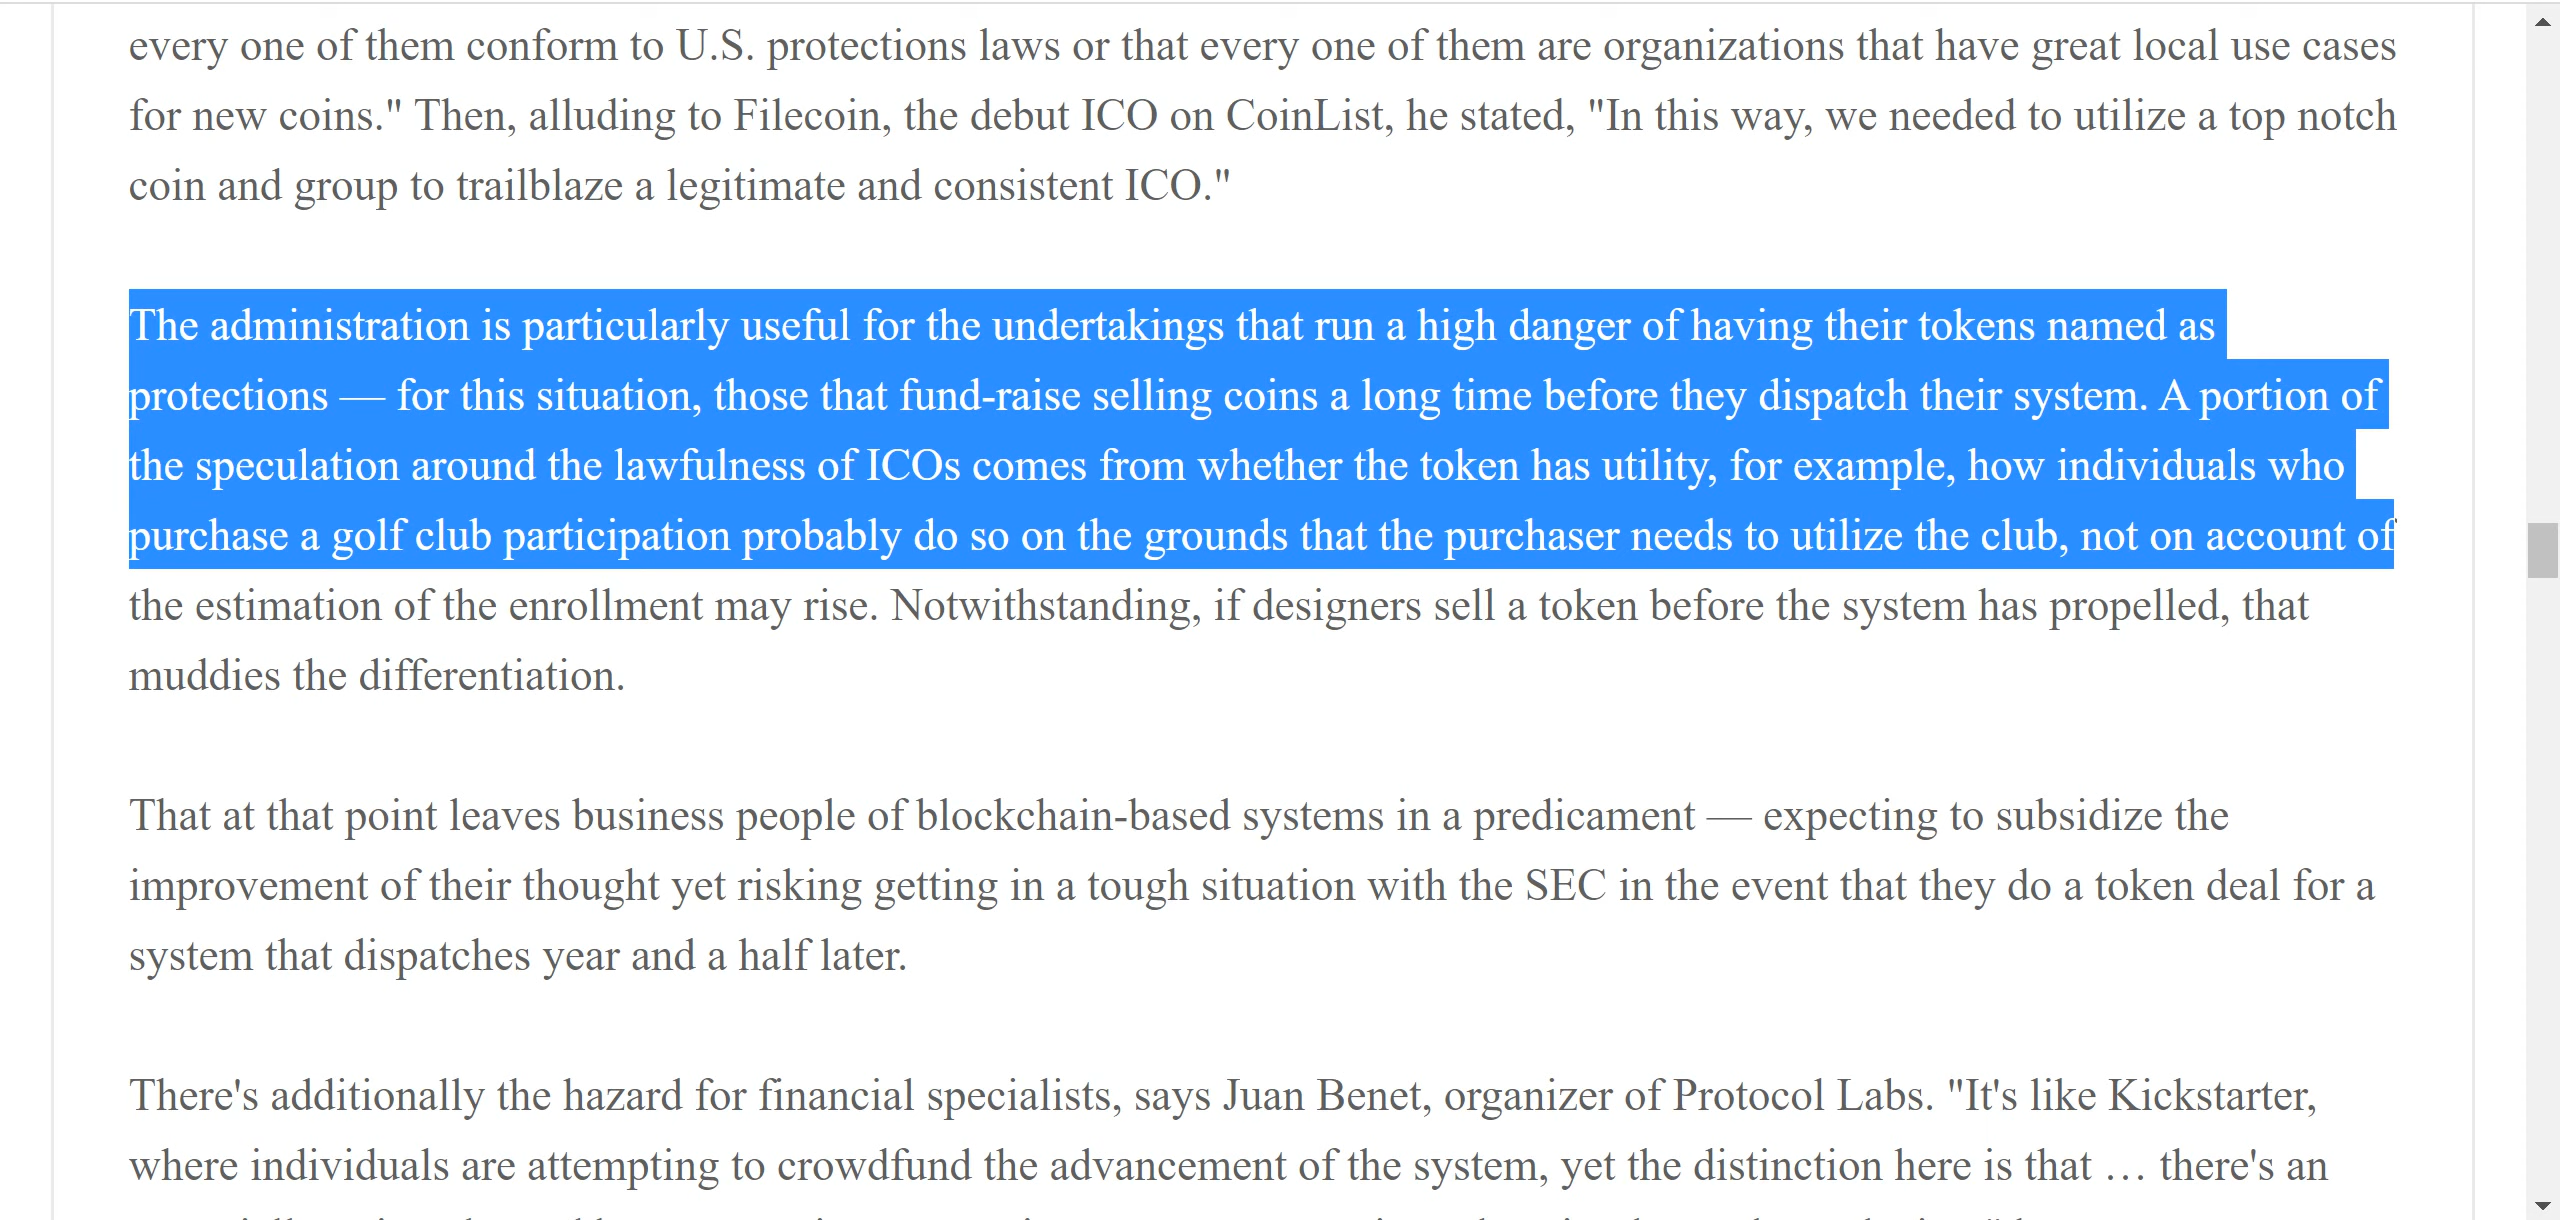 every one of them conform to U.S. protections laws or that every one of them are organizations that have great local use cases
for new coins." Then, alluding to Filecoin, the debut ICO on CoinList, he stated, "In this way, we needed to utilize a top notch
coin and group to trailblaze a legitimate and consistent ICO."
The administration is particularly useful for the undertakings that run a high danger of having their tokens named as
protections — for this situation, those that fund-raise selling coins a long time before they dispatch their system. A portion of
the speculation around the lawfulness of ICOs comes from whether the token has utility, for example, how individuals who
purchase a golf club participation probably do so on the grounds that the purchaser needs to utilize the club, not on account of
the estimation of the enrollment may rise. Notwithstanding, if designers sell a token before the system has propelled, that
muddies the differentiation.
That at that point leaves business people of blockchain-based systems in a predicament — expecting to subsidize the
improvement of their thought yet risking getting in a tough situation with the SEC in the event that they do a token deal for a
system that dispatches year and a half later.
There's additionally the hazard for financial specialists, says Juan Benet, organizer of Protocol Labs. "It's like Kickstarter,
where individuals are attempting to crowdfund the advancement of the system, yet the distinction here is that … there's an